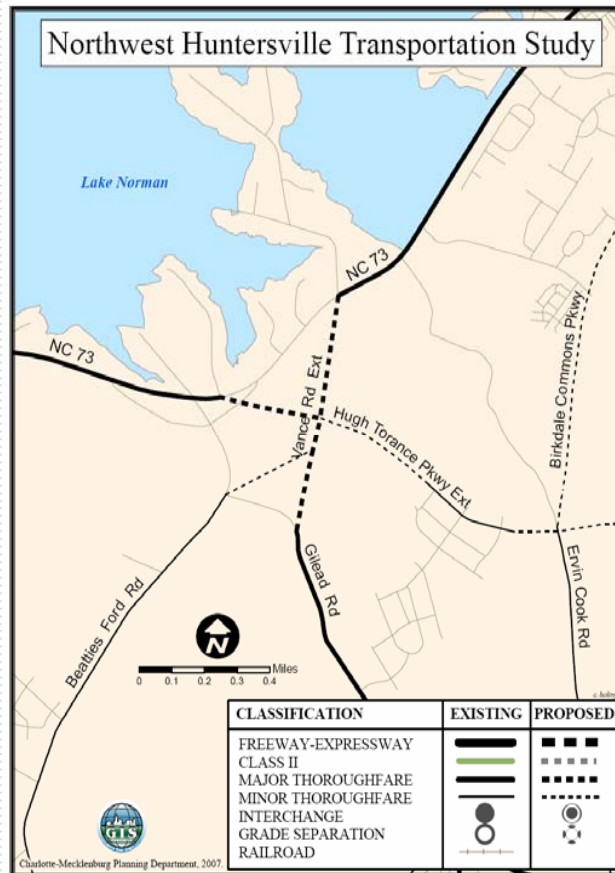 Northwest Huntersville Transportation Study
Lake Norman
NC 73
NC 73
Vance Rd Ext
Hugh Torance Pkwy Ext
Birkdale Commons Pkwy
Gilead Rd
Ervin Cook Rd
Beatties Ford Rd
N
Miles
0 0.1 0.2 0.3 0.4
CLASSIFICATION EXISTING PROPOSED
FREEWAY-EXPRESSWAY
CLASS II
MAJOR THOROUGHFARE
MINOR THOROUGHFARE
INTERCHANGE
GRADE SEPARATION
RAILROAD
GIS
Charlotte-Mecklenburg Planning Department, 2007.